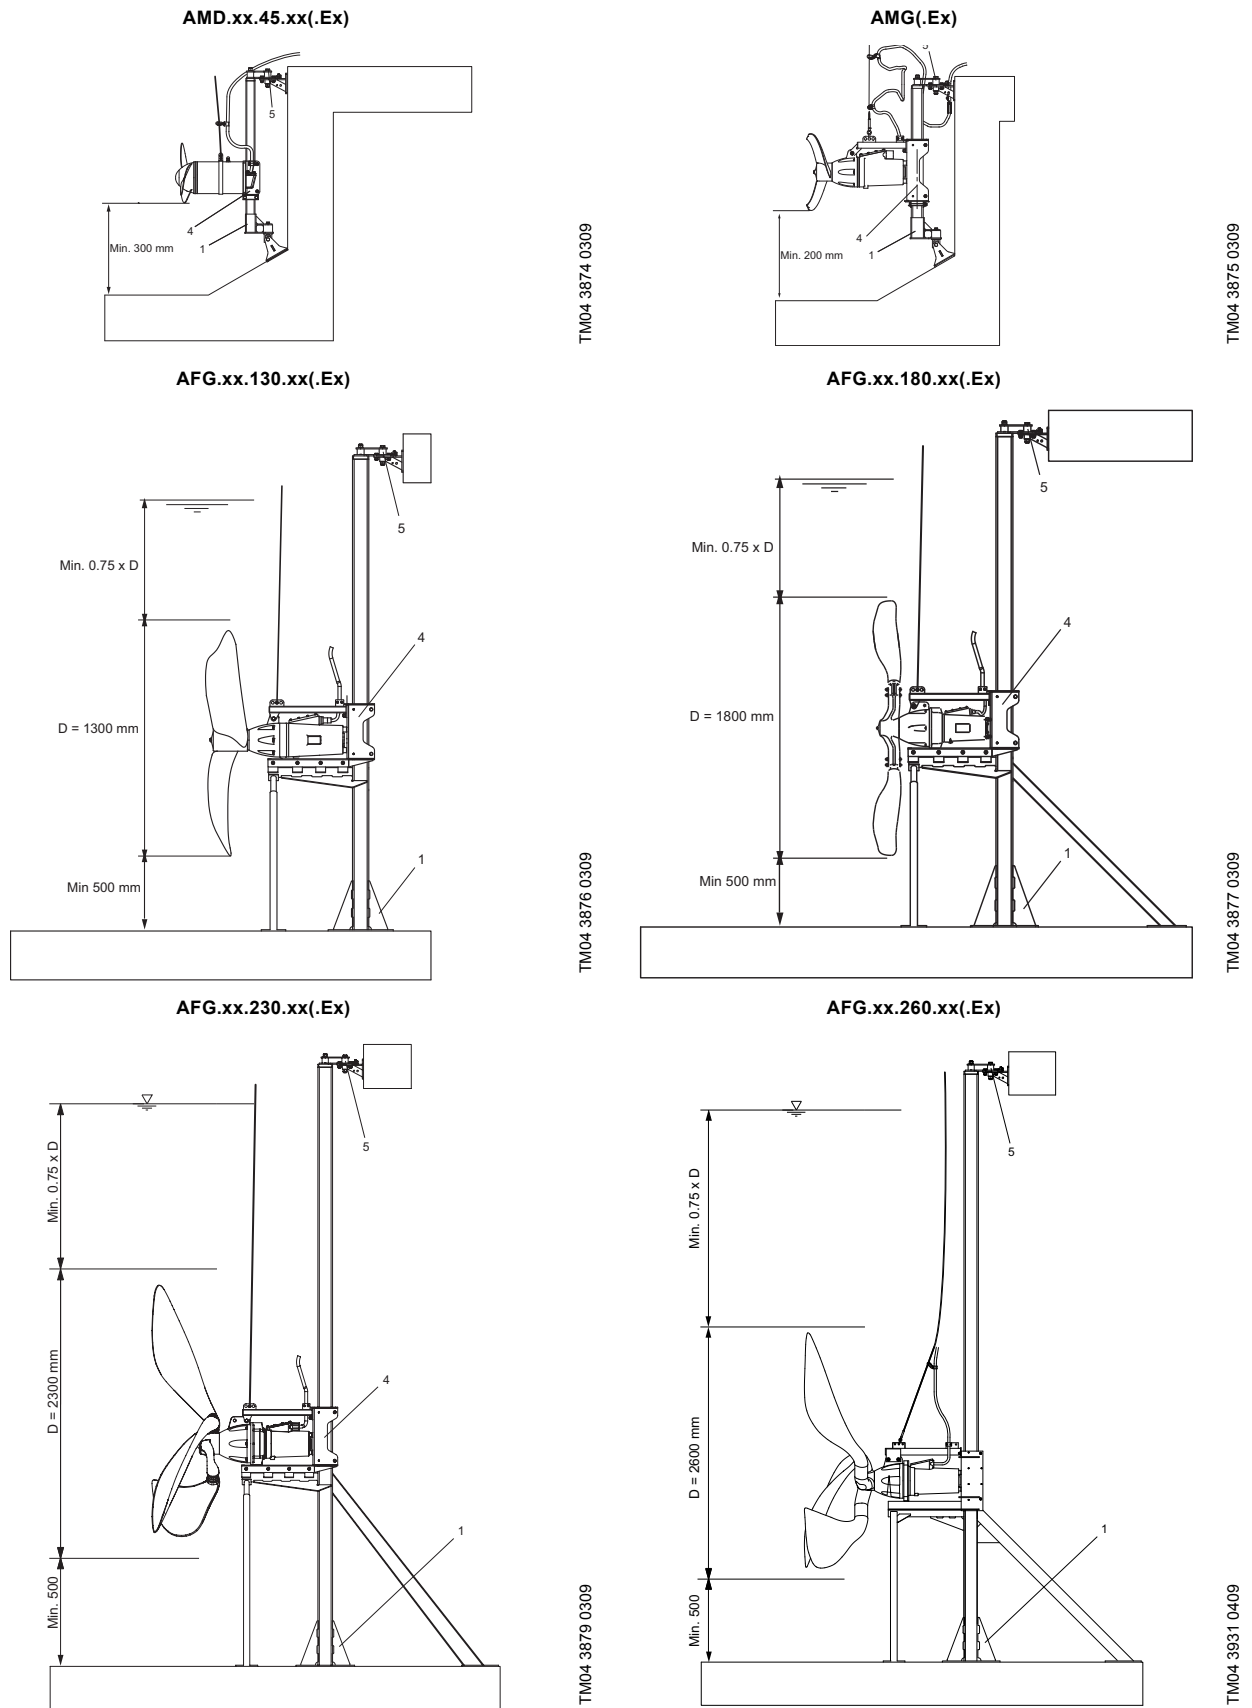 AMD.xx.45.xx(.Ex)
5
4
1
Min. 300 mm
TM04 3874 0309
AMG(.Ex)
5
4
1
Min. 200 mm
TM04 3875 0309
AFG.xx.130.xx(.Ex)
5
Min. 0.75 x D
4
D = 1300 mm
1
Min 500 mm
TM04 3876 0309
AFG.xx.180.xx(.Ex)
5
Min. 0.75 x D
4
D = 1800 mm
1
Min 500 mm
TM04 3877 0309
AFG.xx.230.xx(.Ex)
5
Min. 0.75 x D
4
D = 2300 mm
1
Min. 500
TM04 3879 0309
AFG.xx.260.xx(.Ex)
5
Min. 0.75 x D
D = 2600 mm
1
Min. 500
TM04 3931 0409